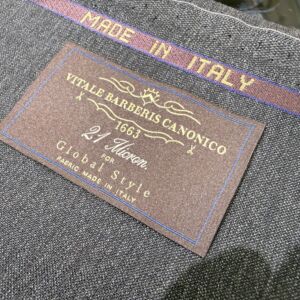 MADE IN ITALY
VITALE BARBERIS CANONICO
1663
21 Micron.
FOR
Global Style
FABRIC MADE IN ITALY